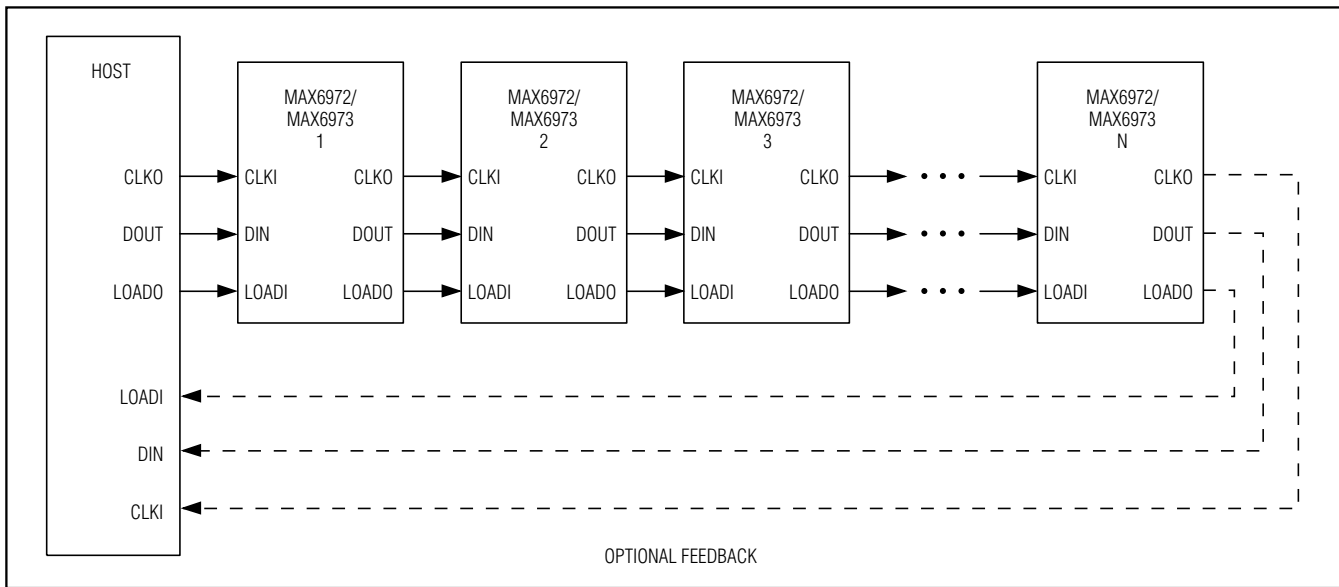 HOST
MAX6972/
MAX6973
1
MAX6972/
MAX6973
2
MAX6972/
MAX6973
3
MAX6972/
MAX6973
N
CLKO CLKI CLKO CLKI CLKO CLKI CLKO • • • CLKI CLKO
DOUT DIN DOUT DIN DOUT DIN DOUT • • • DIN DOUT
LOADO LOADI LOADO LOADI LOADO LOADI LOADO • • • LOADI LOADO
LOADI
DIN
CLKI
OPTIONAL FEEDBACK